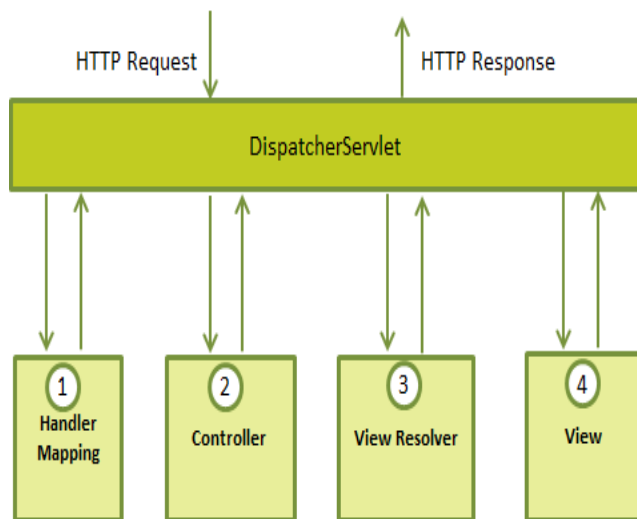 HTTP Request
HTTP Response
DispatcherServlet
1
Handler
Mapping
2
Controller
3
View Resolver
4
View